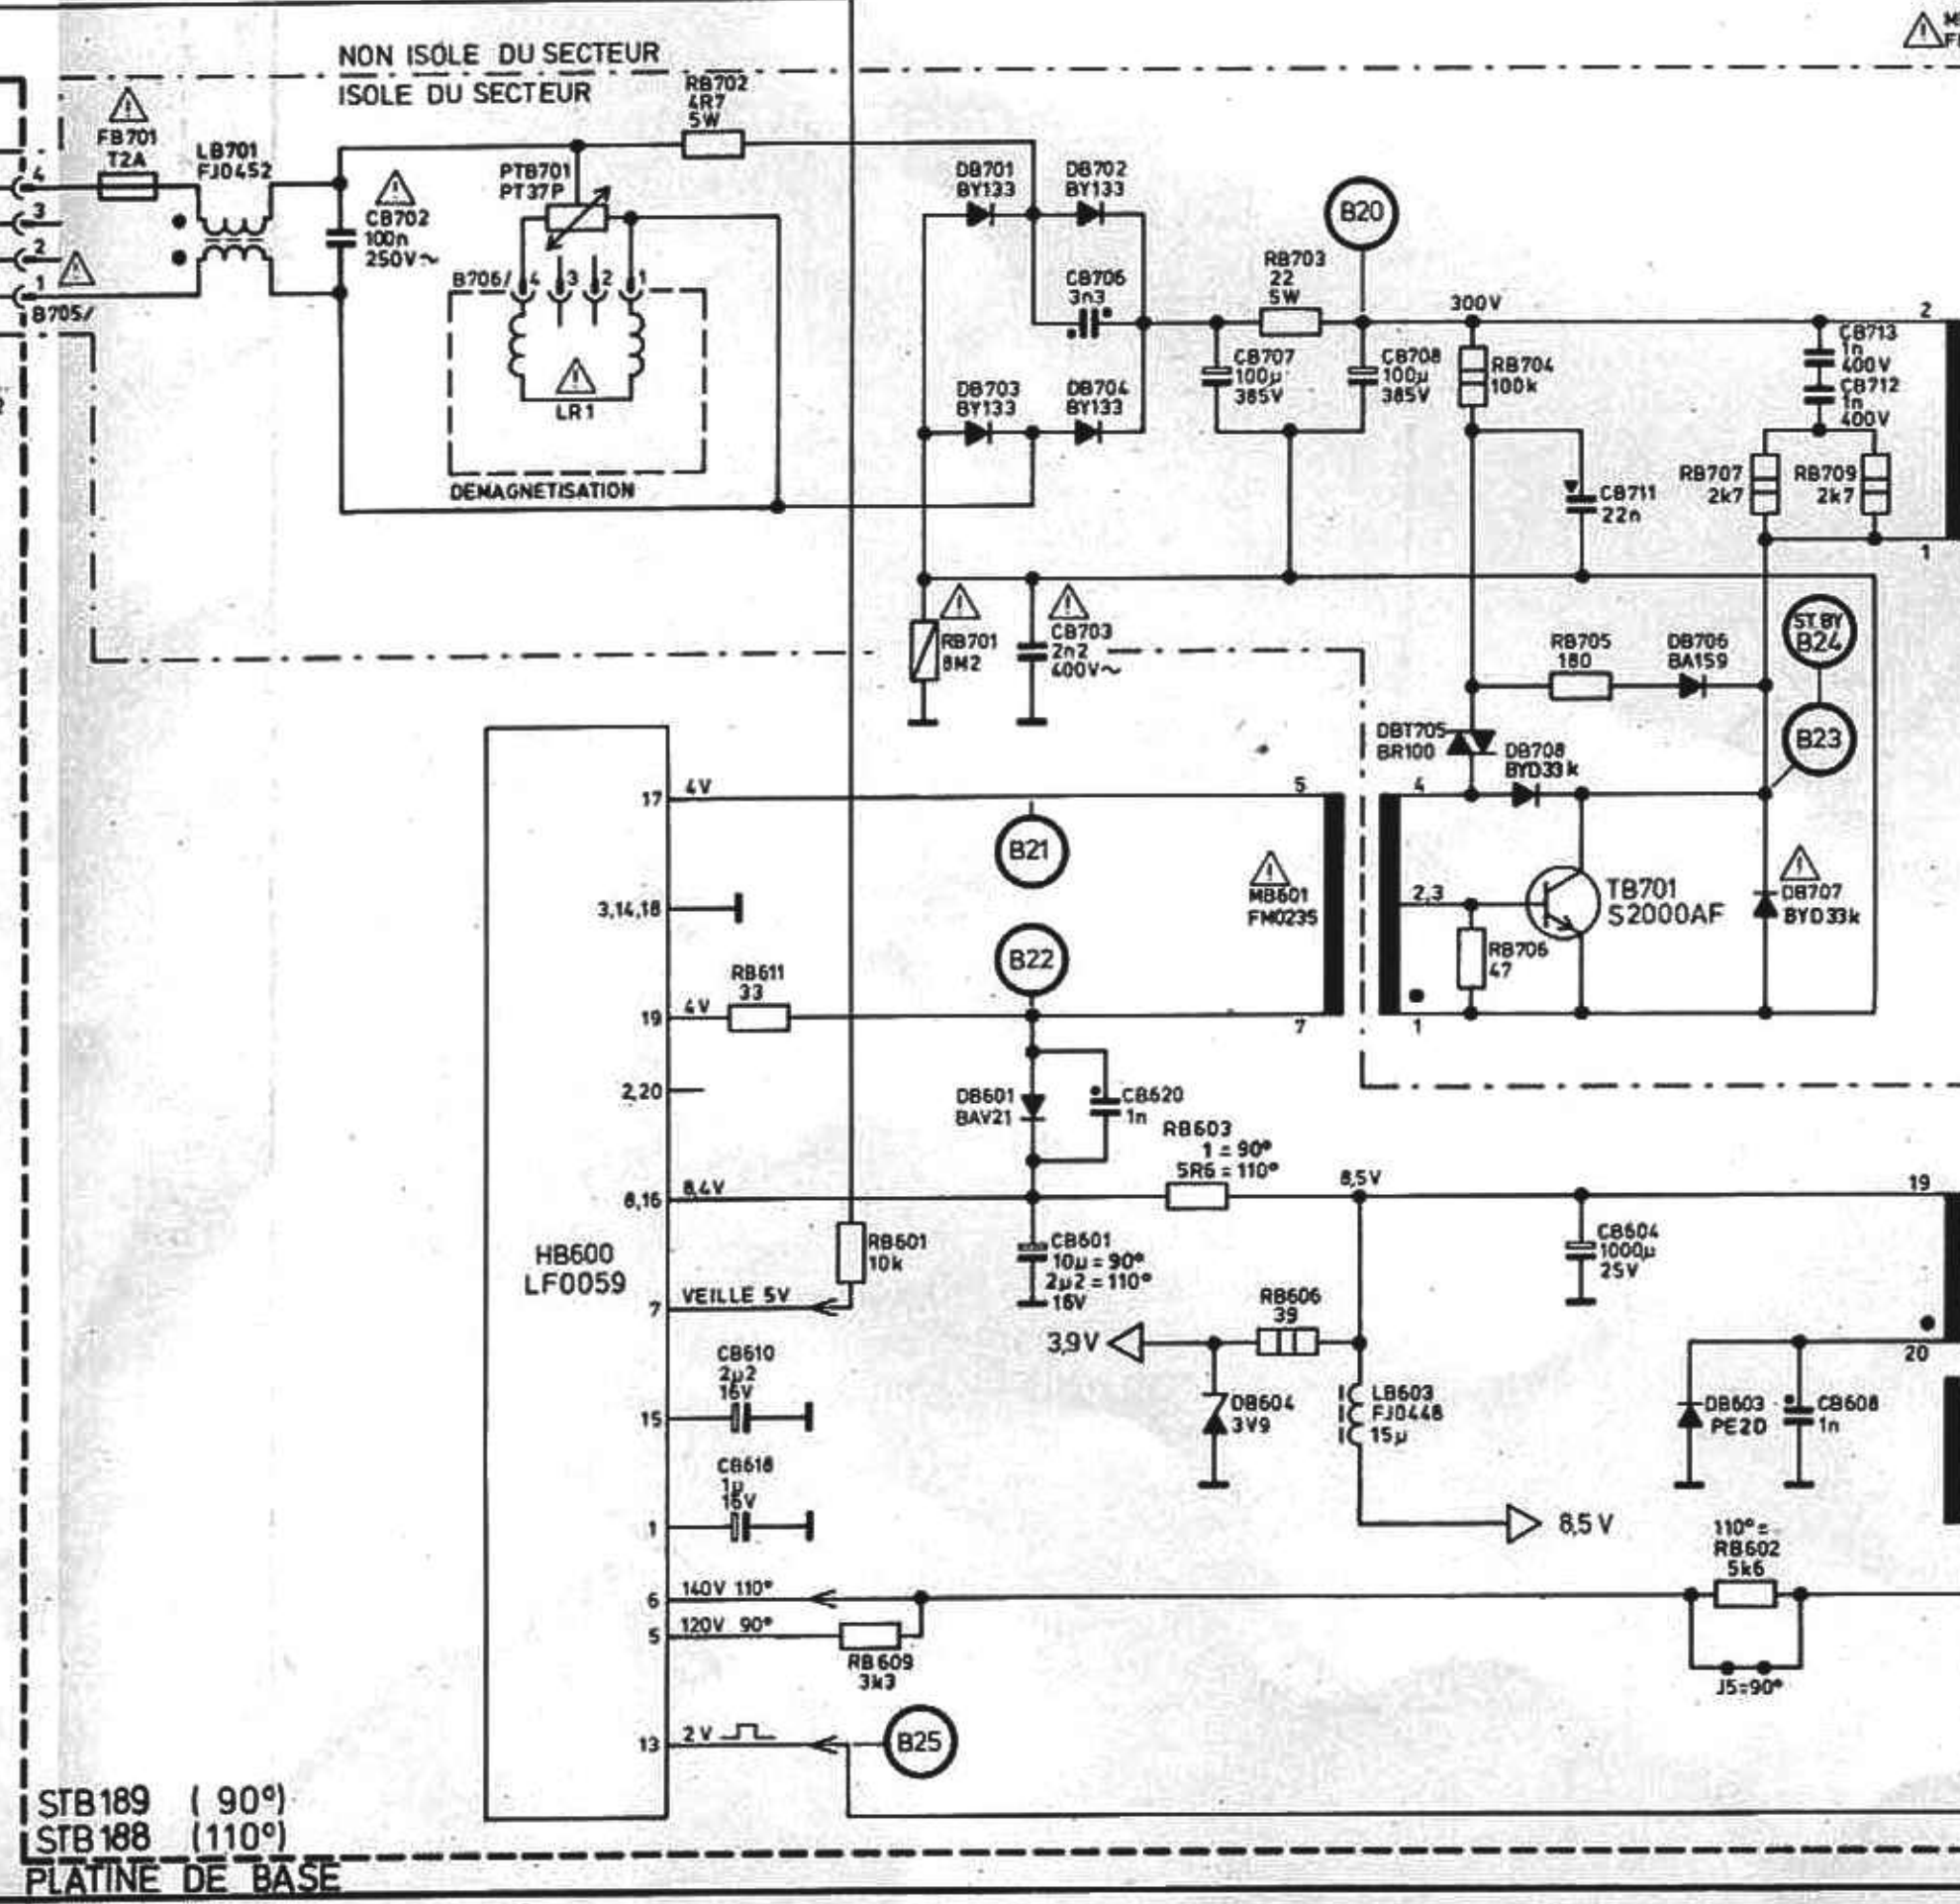 NON ISOLE DU SECTEUR
ISOLE DU SECTEUR
FB701
T2A
LB701
FJ0452
4
3
2
1
B705/
CB702
100n
250V~
PTB701
PT37P
RB702
4R7
5W
B706/ 4 3 2 1
LR1
DEMAGNETISATION
DB701
BY133
DB702
BY133
CB706
3n3
DB703
BY133
DB704
BY133
RB703
22
5W
B20
CB707
100µ
385V
CB708
100µ
385V
300V
RB704
100k
2
CB713
1n
400V
CB712
1n
400V
RB707
2k7
RB709
2k7
1
CB711
22n
RB701
8M2
CB703
2n2
400V~
RB705
180
DB706
BA159
ST.BY
B24
B23
DBT705
BR100
DB708
BYD33k
17
4V
5
4
B21
MB601
FM0235
2,3
TB701
S2000AF
DB707
BYD33k
3,14,18
B22
RB706
47
RB611
33
19
4V
7
1
2,20
DB601
BAV21
CB620
1n
RB603
1 = 90°
5R6 = 110°
8,16
8,4V
8,5V
19
HB600
LF0059
RB601
10k
CB601
10µ = 90°
2µ2 = 110°
16V
CB604
1000µ
25V
7
VEILLE 5V
3,9V
RB606
39
20
CB610
2µ2
16V
15
DB604
3V9
LB603
FJ0448
15µ
DB603
PE2D
CB608
1n
CB618
1µ
16V
1
8,5V
110°=
RB602
5k6
6
140V 110°
5
120V 90°
RB609
3k3
J5=90°
13
2V
B25
STB189 (90°)
STB188 (110°)
PLATINE DE BASE